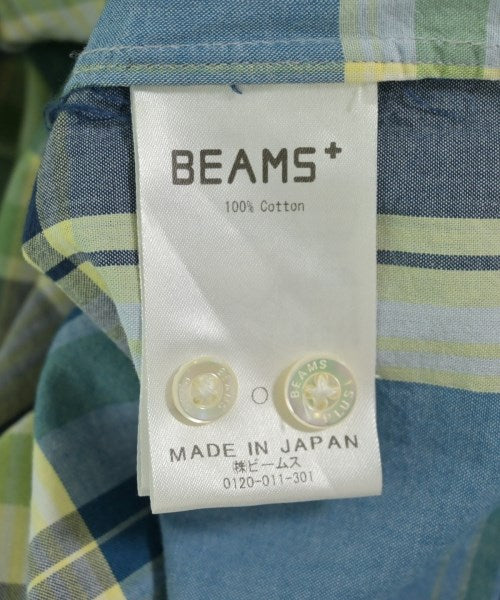 BEAMS+
100% Cotton
BEAMS
PLUS
MADE IN JAPAN
㈱ビームス
0120-011-301